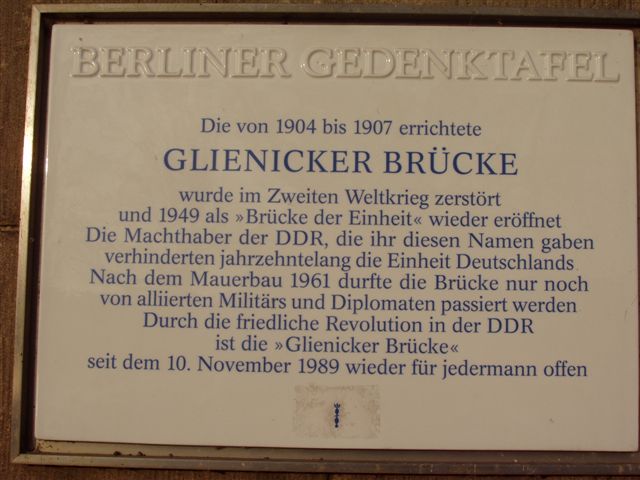 BERLINER GEDENKTAFEL
Die von 1904 bis 1907 errichtete
GLIENICKER BRÜCKE
wurde im Zweiten Weltkrieg zerstört
und 1949 als »Brücke der Einheit« wieder eröffnet
Die Machthaber der DDR, die ihr diesen Namen gaben
verhinderten jahrzehntelang die Einheit Deutschlands
Nach dem Mauerbau 1961 durfte die Brücke nur noch
von alliierten Militärs und Diplomaten passiert werden
Durch die friedliche Revolution in der DDR
ist die »Glienicker Brücke«
seit dem 10. November 1989 wieder für jedermann offen